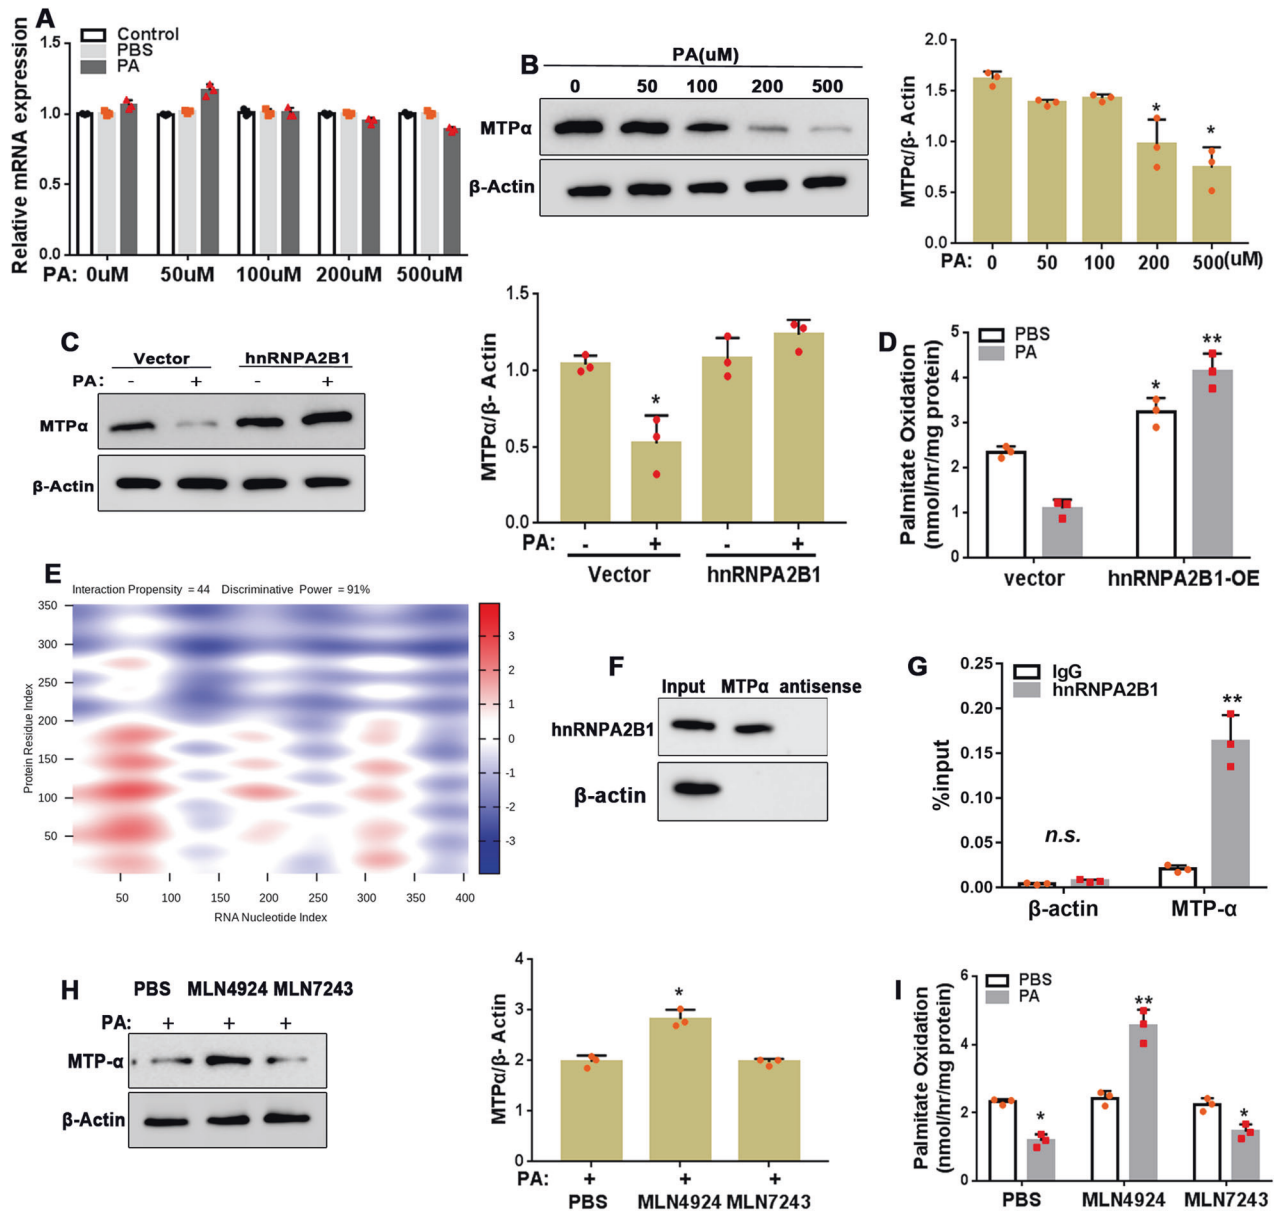 A
Control
PBS
PA
Relative mRNA expression
1.5
1.0
0.5
0.0
PA: 0uM 50uM 100uM 200uM 500uM
B
PA(uM)
0 50 100 200 500
MTPα
β-Actin
MTPα/β- Actin
2.0
1.5
1.0
0.5
0.0
* *
PA: 0 50 100 200 500(uM)
C
Vector hnRNPA2B1
PA: - + - +
MTPα
β-Actin
MTPα/β- Actin
1.5
1.0
0.5
0.0
*
PA: - + - +
Vector hnRNPA2B1
D
PBS
PA
Palmitate Oxidation
(nmol/hr/mg protein)
5
4
3
2
1
0
* **
vector hnRNPA2B1-OE
E
Interaction Propensity = 44 Discriminative Power = 91%
Protein Residue Index
350
300
250
200
150
100
50
50 100 150 200 250 300 350 400
RNA Nucleotide Index
3
2
1
0
-1
-2
-3
F
Input MTPα antisense
hnRNPA2B1
β-actin
G
IgG
hnRNPA2B1
%input
0.25
0.20
0.15
0.10
0.05
0.00
n.s.
**
β-actin MTP-α
H
PBS MLN4924 MLN7243
PA: + + +
MTP-α
β-Actin
MTPα/β- Actin
4
3
2
1
0
*
PA: + + +
PBS MLN4924 MLN7243
I
PBS
PA
Palmitate Oxidation
(nmol/hr/mg protein)
6
4
2
0
* ** *
PBS MLN4924 MLN7243